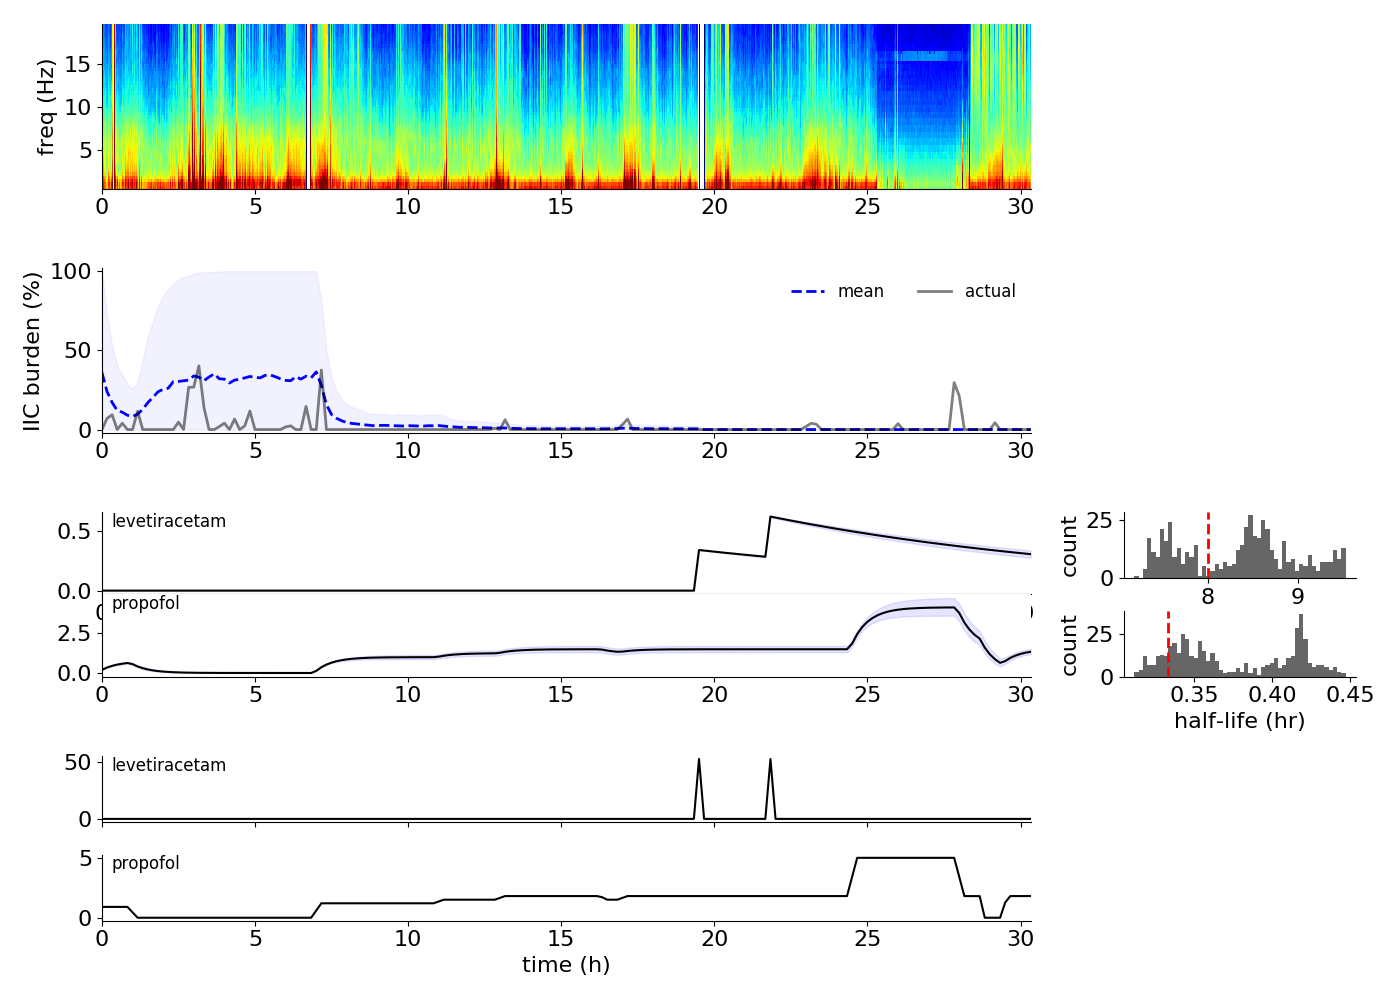 freq (Hz)
15
10
5
0 5 10 15 20 25 30
IIC burden (%)
100
50
0
mean actual
0 5 10 15 20 25 30
levetiracetam
0.5
0.0
propofol
2.5
0.0
0 5 10 15 20 25 30
count
25
0
8 9
count
25
0
0.35 0.40 0.45
half-life (hr)
levetiracetam
50
0
propofol
5
0
0 5 10 15 20 25 30
time (h)